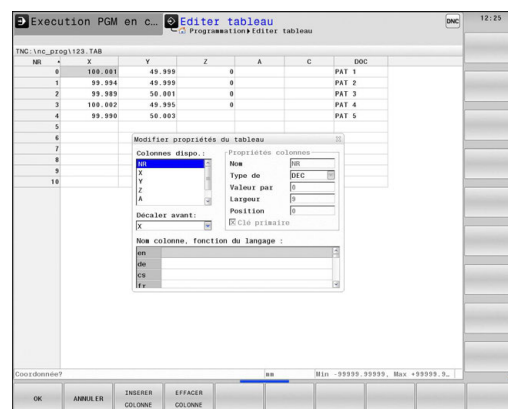 Execution PGM en c... Editer tableau DNC 12:25
Programmation Editer tableau
TNC:\nc_prog\123.TAB
NR X Y Z A C DOC
0 100.001 49.999 0 PAT 1
1 99.994 49.999 0 PAT 2
2 99.989 50.001 0 PAT 3
3 100.002 49.995 0 PAT 4
4 99.990 50.003 PAT 5
5
6
7
8
9
10
Modifier propriétés du tableau
Colonnes dispo.: Propriétés colonnes
NR Nom NR
X Type de DEC
Y Valeur par 0
Z Largeur 9
A Position 0
Décaler avant: Clé primaire
X
Nom colonne, fonction du langage :
en
de
cs
fr
Coordonnée? mm Min -99999.99999, Max +99999.9…
OK ANNULER INSERER COLONNE EFFACER COLONNE